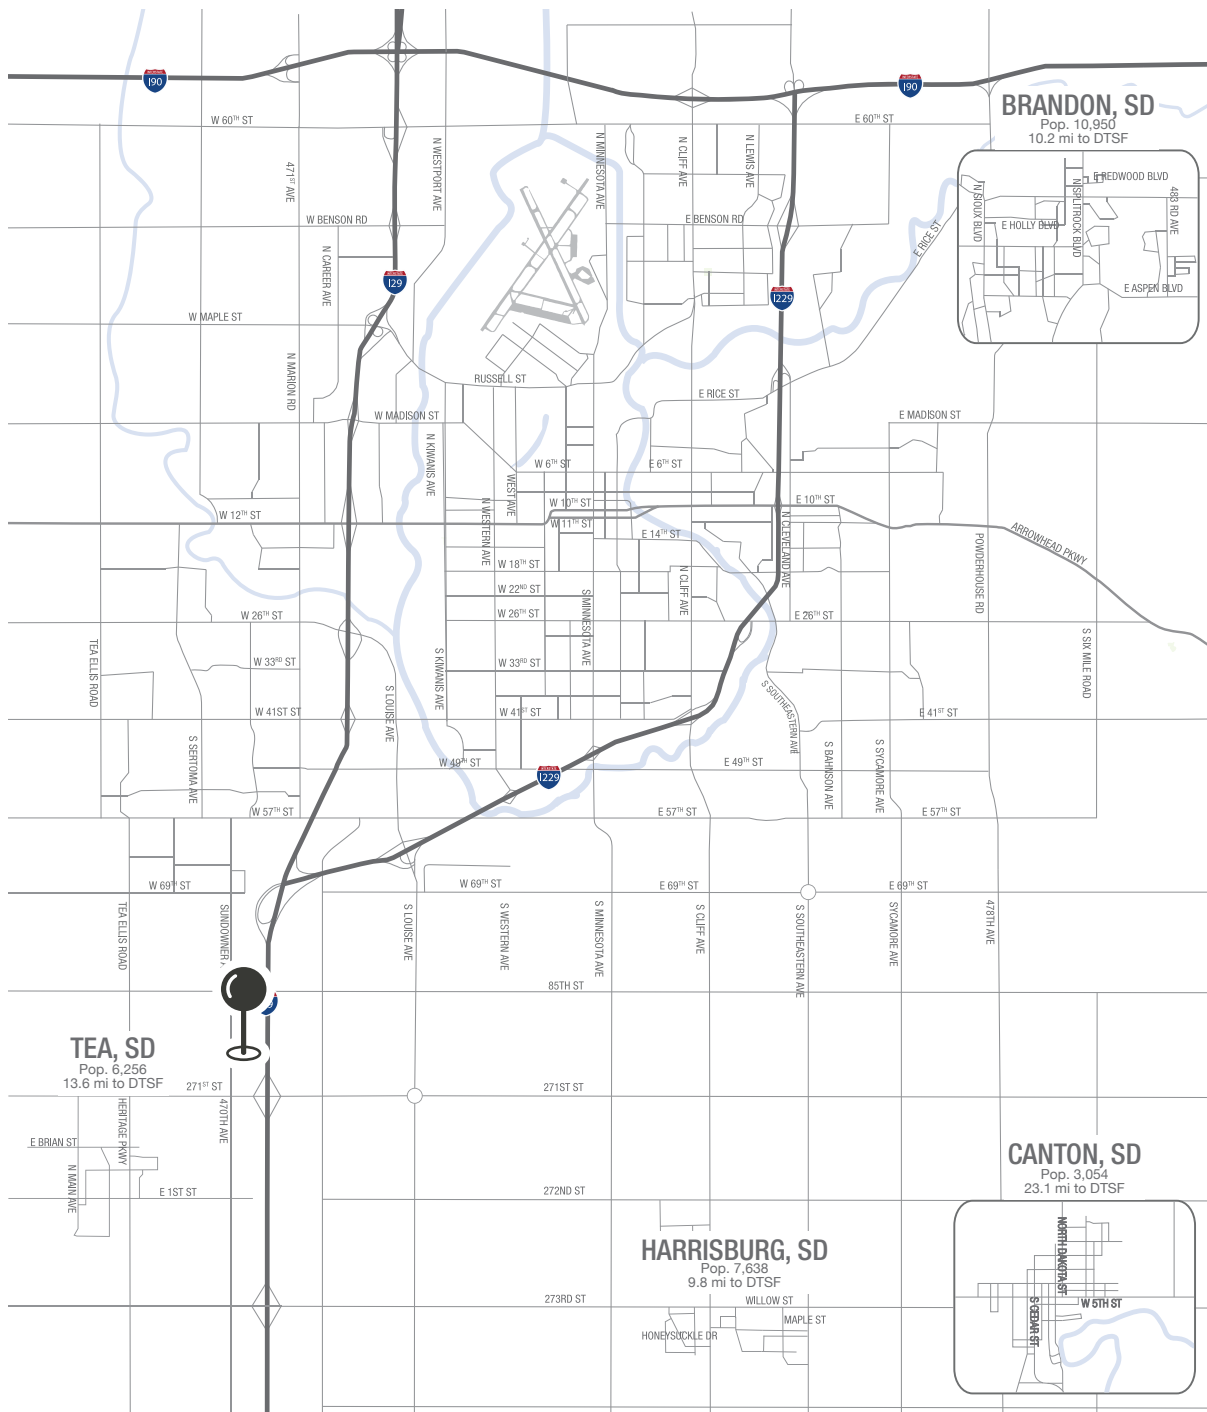 I90
I90
W 60TH ST
E 60TH ST
BRANDON, SD
Pop. 10,950
10.2 mi to DTSF
471ST AVE
N WESTPORT AVE
N MINNESOTA AVE
N CLIFF AVE
N LEWIS AVE
E REDWOOD BLVD
N SIOUX BLVD
N SPLITROCK BLVD
483 RD AVE
E HOLLY BLVD
E ASPEN BLVD
W BENSON RD
E BENSON RD
E RICE ST
N CAREER AVE
I29
I229
W MAPLE ST
N MARION RD
RUSSELL ST
E RICE ST
W MADISON ST
E MADISON ST
N KIWANIS AVE
W 6TH ST
E 6TH ST
WEST AVE
W 10TH ST
E 10TH ST
N WESTERN AVE
W 12TH ST
W 11TH ST
E 14TH ST
N CLEVELAND AVE
ARROWHEAD PKWY
POWDERHOUSE RD
W 18TH ST
N CLIFF AVE
W 22ND ST
S MINNESOTA AVE
W 26TH ST
W 26TH ST
E 26TH ST
TEA ELLIS ROAD
S SIX MILE ROAD
W 33RD ST
S KIWANIS AVE
W 33RD ST
S LOUISE AVE
S SOUTHEASTERN AVE
W 41ST ST
W 41ST ST
E 41ST ST
S SERTOMA AVE
S BAHNSON AVE
S SYCAMORE AVE
W 49TH ST
E 49TH ST
I229
W 57TH ST
E 57TH ST
E 57TH ST
W 69TH ST
W 69TH ST
E 69TH ST
E 69TH ST
TEA ELLIS ROAD
SUNDOWNER
S LOUISE AVE
S WESTERN AVE
S MINNESOTA AVE
S CLIFF AVE
S SOUTHEASTERN AVE
SYCAMORE AVE
478TH AVE
85TH ST
TEA, SD
Pop. 6,256
13.6 mi to DTSF
271ST ST
271ST ST
HERITAGE PKWY
470TH AVE
E BRIAN ST
N MAIN AVE
E 1ST ST
272ND ST
CANTON, SD
Pop. 3,054
23.1 mi to DTSF
NORTH DAKOTA ST
S CEDAR ST
W 5TH ST
HARRISBURG, SD
Pop. 7,638
9.8 mi to DTSF
273RD ST
WILLOW ST
MAPLE ST
HONEYSUCKLE DR